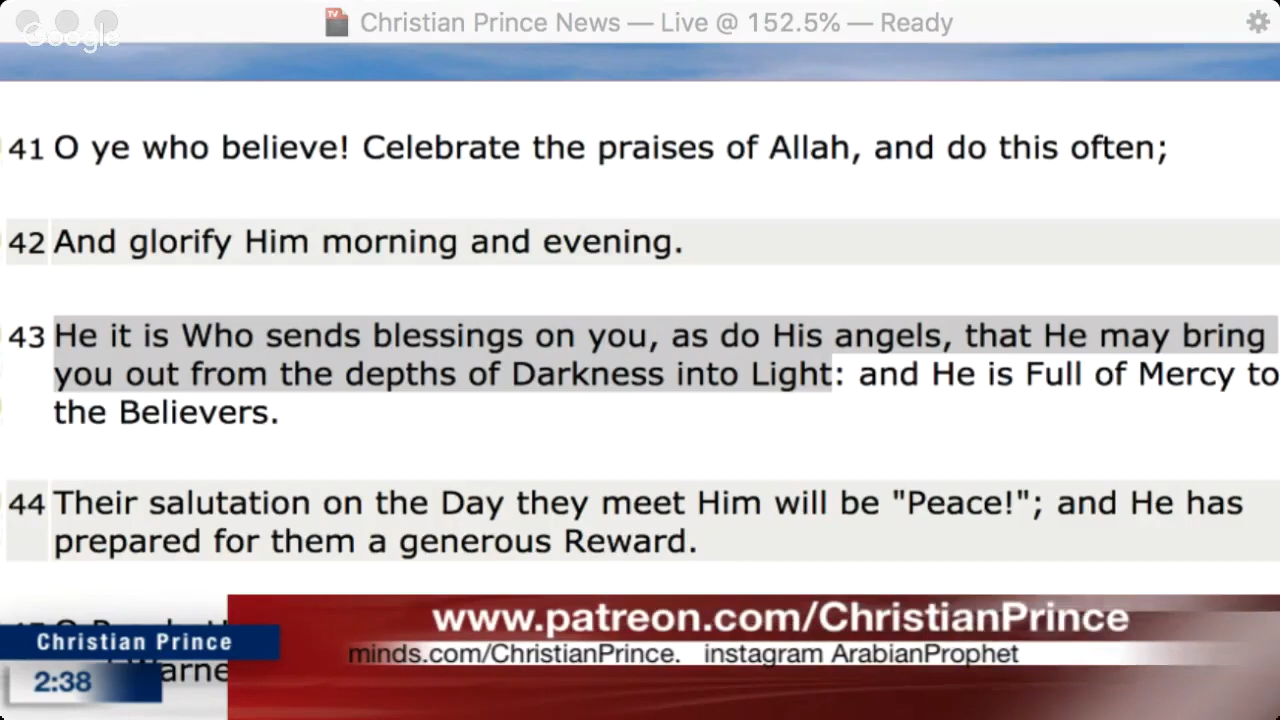 Christian Prince News — Live @ 152.5% — Ready
Google
41 O ye who believe! Celebrate the praises of Allah, and do this often;
42 And glorify Him morning and evening.
43 He it is Who sends blessings on you, as do His angels, that He may bring
you out from the depths of Darkness into Light: and He is Full of Mercy to
the Believers.
44 Their salutation on the Day they meet Him will be "Peace!"; and He has
prepared for them a generous Reward.
www.patreon.com/ChristianPrince
Christian Prince
minds.com/ChristianPrince. instagram ArabianProphet
2:38